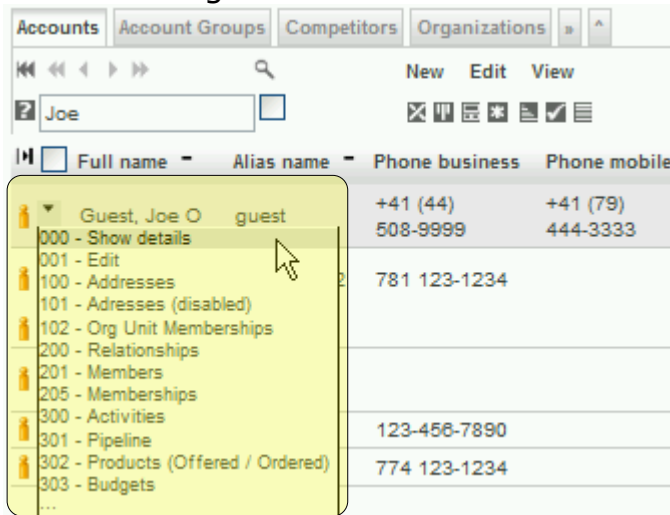 Accounts Account Groups Competitors Organizations » ^
New Edit View
? Joe
Full name - Alias name - Phone business Phone mobile
Guest, Joe O guest +41 (44) 508-9999 +41 (79) 444-3333
000 - Show details
001 - Edit
100 - Addresses 2 781 123-1234
101 - Adresses (disabled)
102 - Org Unit Memberships
200 - Relationships
201 - Members
205 - Memberships
300 - Activities 123-456-7890
301 - Pipeline
302 - Products (Offered / Ordered) 774 123-1234
303 - Budgets
...